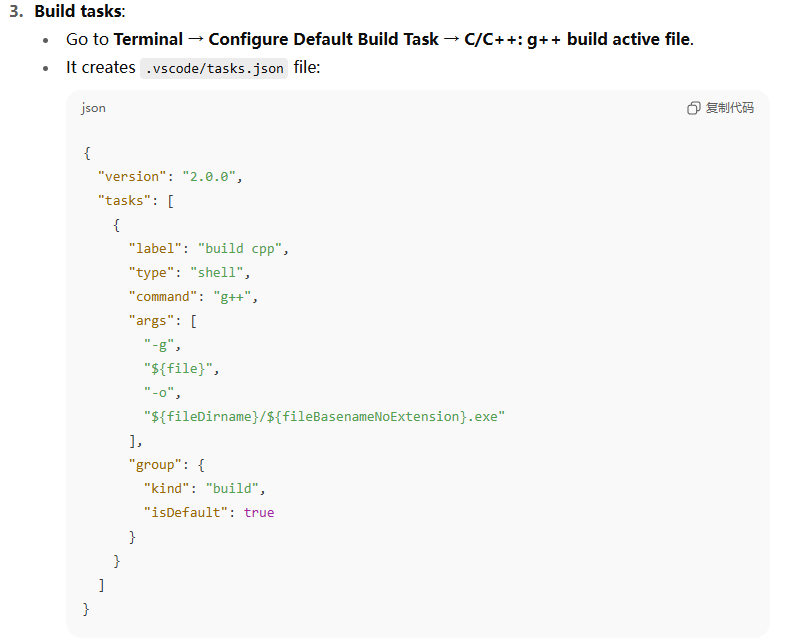 3. Build tasks:
• Go to Terminal → Configure Default Build Task → C/C++: g++ build active file.
• It creates .vscode/tasks.json file:
json 复制代码
{
  "version": "2.0.0",
  "tasks": [
    {
      "label": "build cpp",
      "type": "shell",
      "command": "g++",
      "args": [
        "-g",
        "${file}",
        "-o",
        "${fileDirname}/${fileBasenameNoExtension}.exe"
      ],
      "group": {
        "kind": "build",
        "isDefault": true
      }
    }
  ]
}